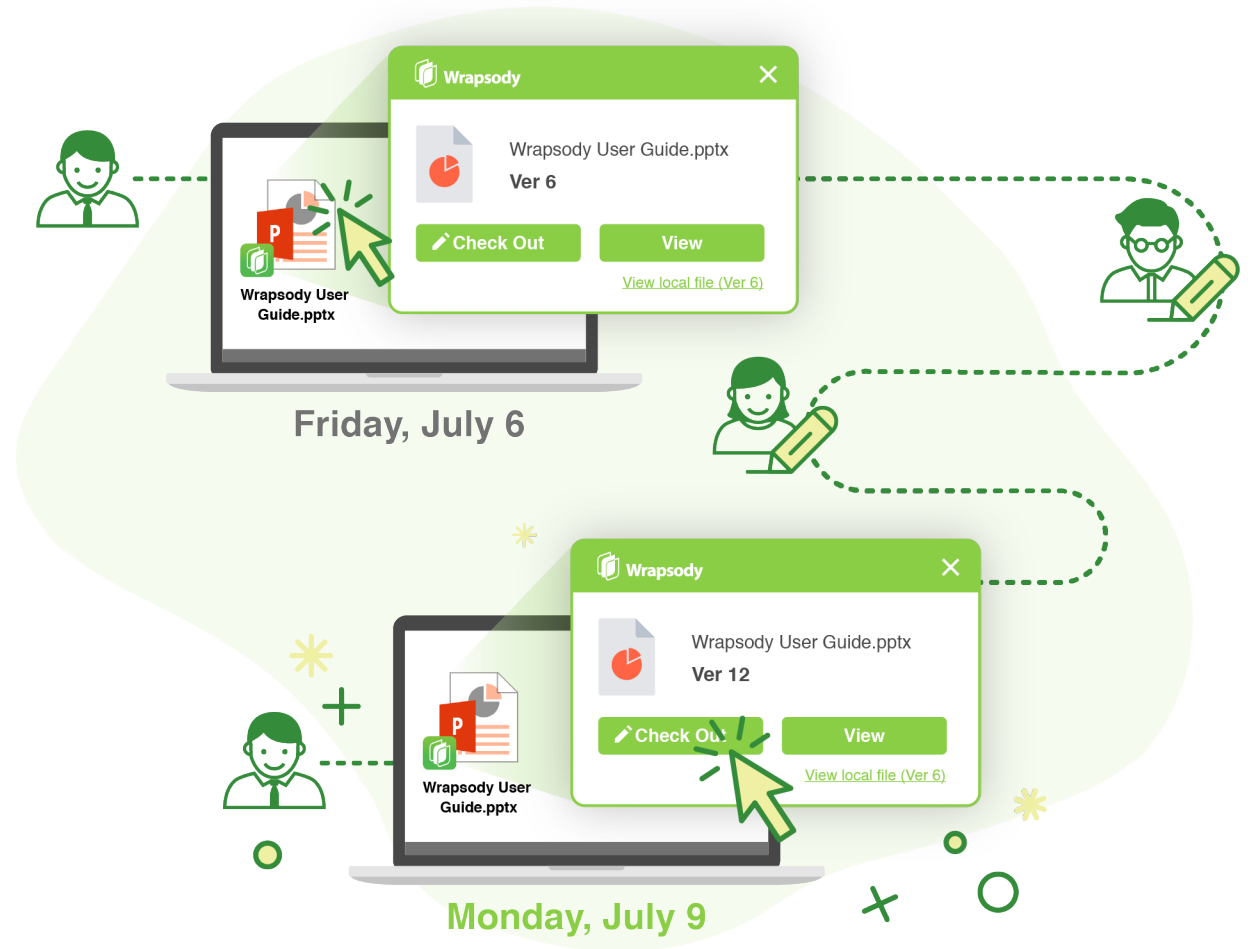 Wrapsody
Wrapsody User Guide.pptx
Ver 6
Check Out
View
View local file (Ver 6)
P
Wrapsody User
Guide.pptx
Friday, July 6
Wrapsody
Wrapsody User Guide.pptx
Ver 12
Check Out
View
View local file (Ver 6)
P
Wrapsody User
Guide.pptx
Monday, July 9